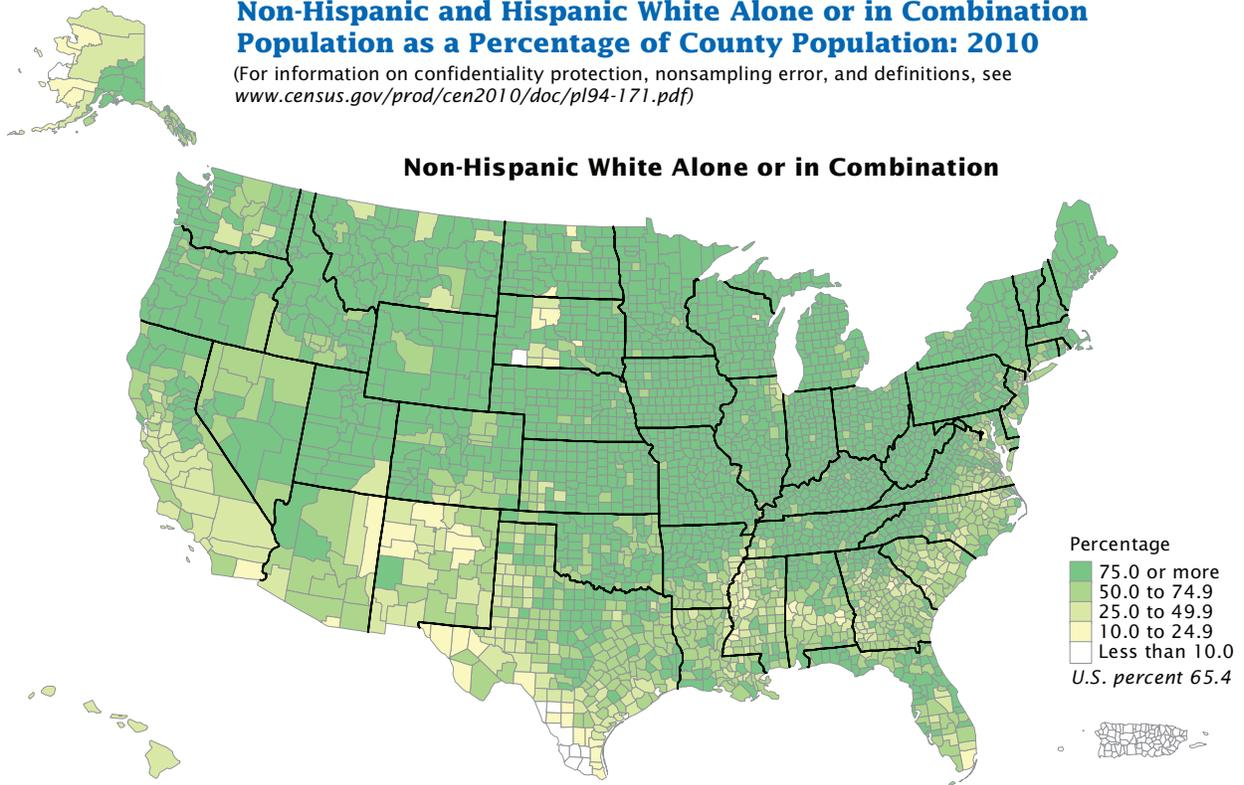 Non-Hispanic and Hispanic White Alone or in Combination
Population as a Percentage of County Population: 2010
(For information on confidentiality protection, nonsampling error, and definitions, see
www.census.gov/prod/cen2010/doc/pl94-171.pdf)
Non-Hispanic White Alone or in Combination
Percentage
75.0 or more
50.0 to 74.9
25.0 to 49.9
10.0 to 24.9
Less than 10.0
U.S. percent 65.4